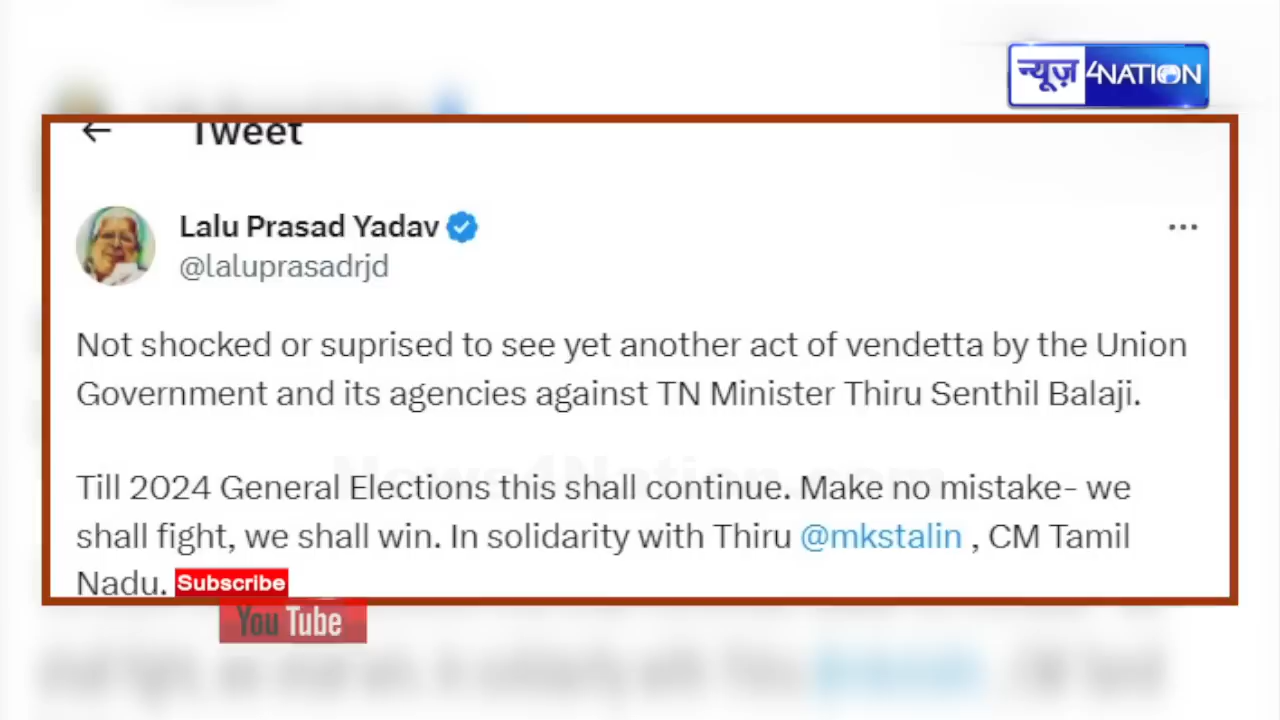 न्यूज़ 4NATION
Tweet
Lalu Prasad Yadav
@laluprasadrjd
Not shocked or suprised to see yet another act of vendetta by the Union
Government and its agencies against TN Minister Thiru Senthil Balaji.
News4Nation.com
Till 2024 General Elections this shall continue. Make no mistake- we
shall fight, we shall win. In solidarity with Thiru @mkstalin , CM Tamil
Nadu.
Subscribe
You Tube